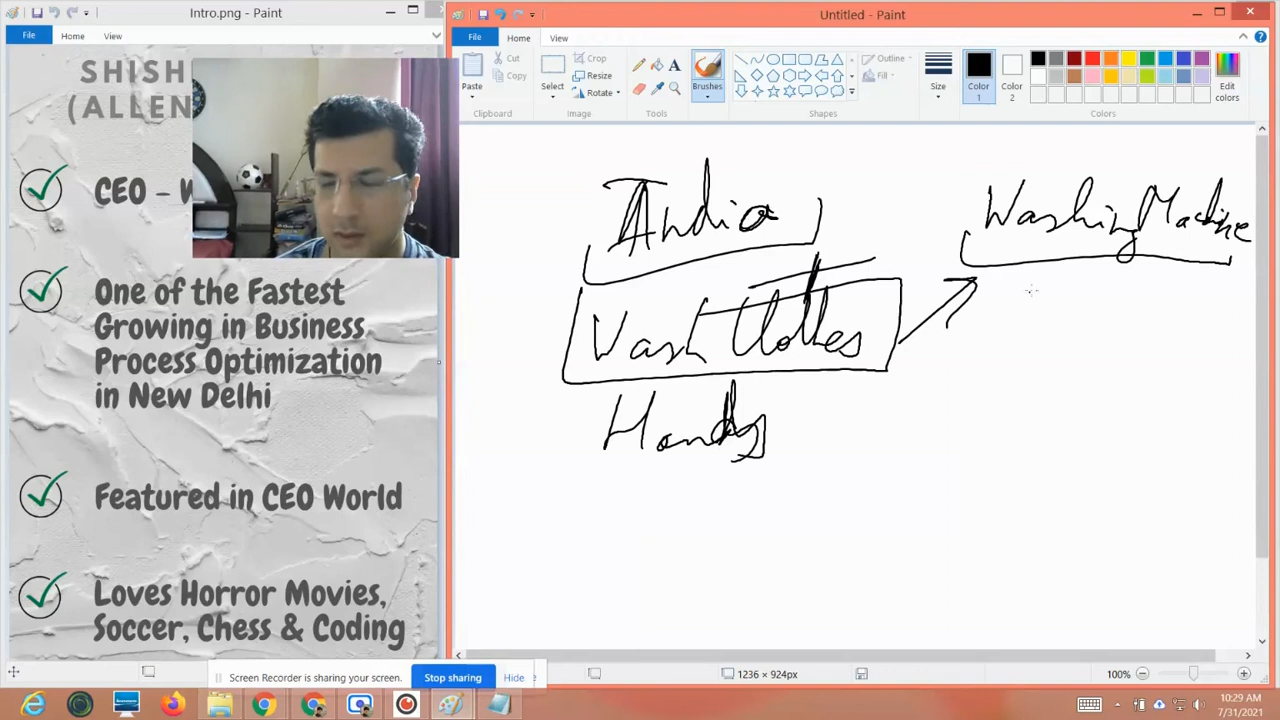 Intro.png - Paint
File
Home
View
SHISH
(ALLEN
CEO – W
One of the Fastest
Growing in Business
Process Optimization
in New Delhi
Featured in CEO World
Loves Horror Movies,
Soccer, Chess & Coding
Screen Recorder is sharing your screen.
Stop sharing
Hide
Untitled - Paint
File
Home
View
Paste
Cut
Copy
Clipboard
Select
Crop
Resize
Rotate
Image
Tools
Brushes
Shapes
Outline
Fill
Size
Color
1
Color
2
Edit
colors
Colors
India
Washing Machine
Wash Clothes
Handy
1236 × 924px
100%
10:29 AM
7/31/2021